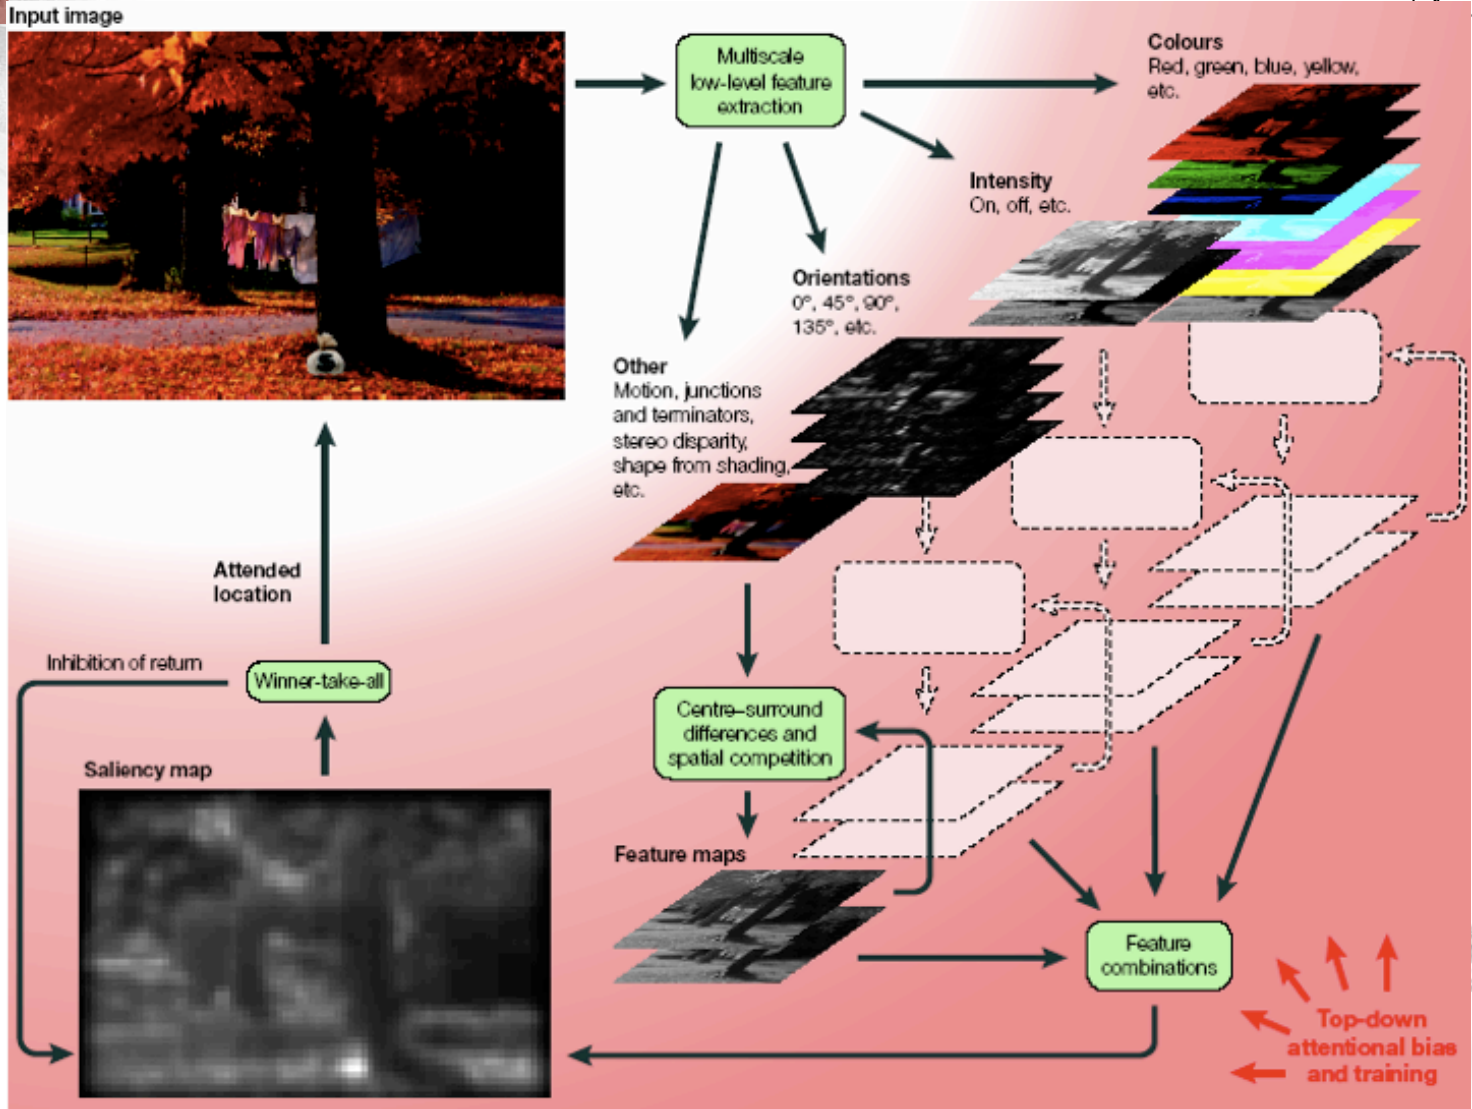 Input image
Multiscale
low-level feature
extraction
Colours
Red, green, blue, yellow,
etc.
Intensity
On, off, etc.
Orientations
0°, 45°, 90°,
135°, etc.
Other
Motion, junctions
and terminators,
stereo disparity,
shape from shading,
etc.
Attended
location
Inhibition of return
Winner-take-all
Centre–surround
differences and
spatial competition
Saliency map
Feature maps
Feature
combinations
Top-down
attentional bias
and training